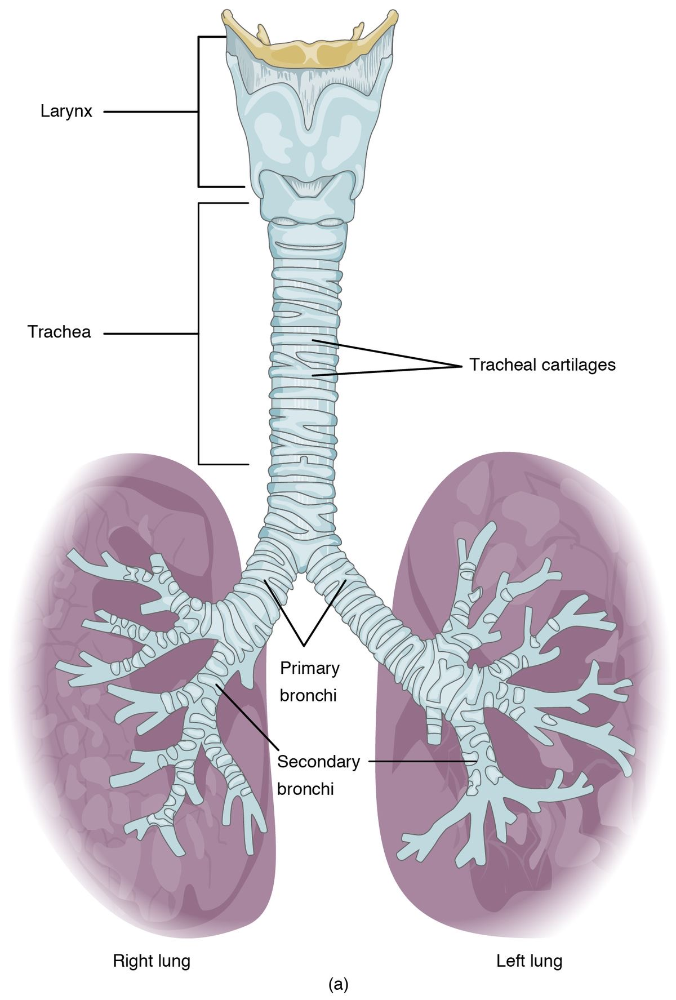 Larynx
Trachea
Tracheal cartilages
Primary
bronchi
Secondary
bronchi
Right lung
Left lung
(a)